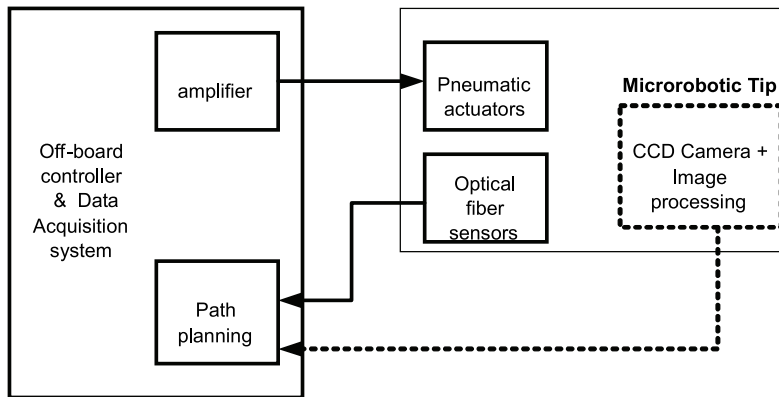 amplifier
Off-board
controller
& Data
Acquisition
system
Path
planning
Pneumatic
actuators
Optical
fiber
sensors
Microrobotic Tip
CCD Camera +
Image
processing